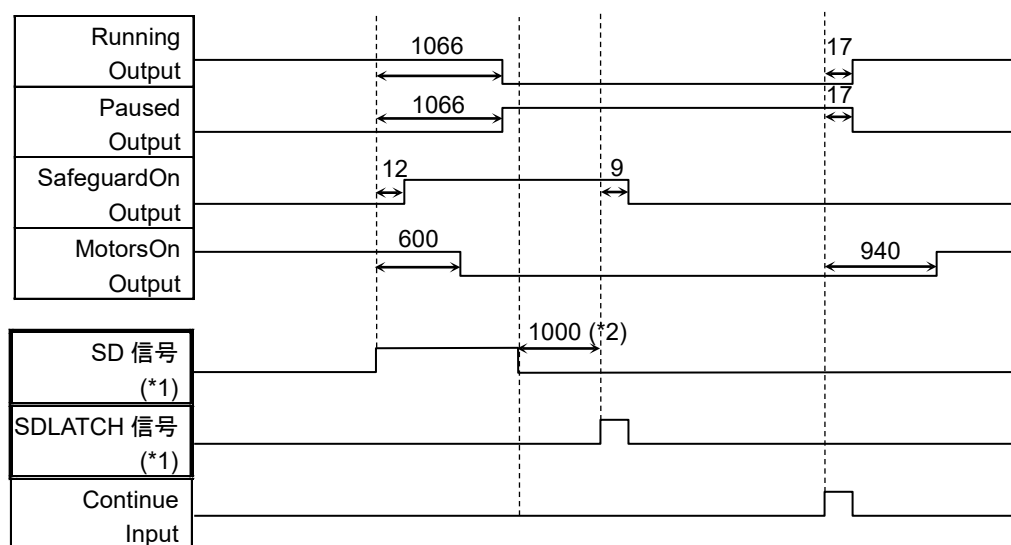 Running
Output
1066
17
Paused
Output
1066
17
SafeguardOn
Output
12
9
MotorsOn
Output
600
940
SD 信号
(*1)
1000 (*2)
SDLATCH 信号
(*1)
Continue
Input